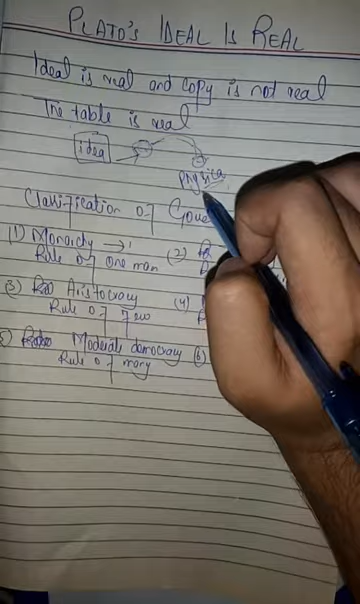 PLATO'S IDEAL IS REAL
Ideal is real and copy is not real
The table is real
idea
physica
Classification of Gove
(1) Monarchy → (2)
Rule of one man
(3) Aristocracy (4)
Rule of few
5 Moderate democracy (6)
Rule of many